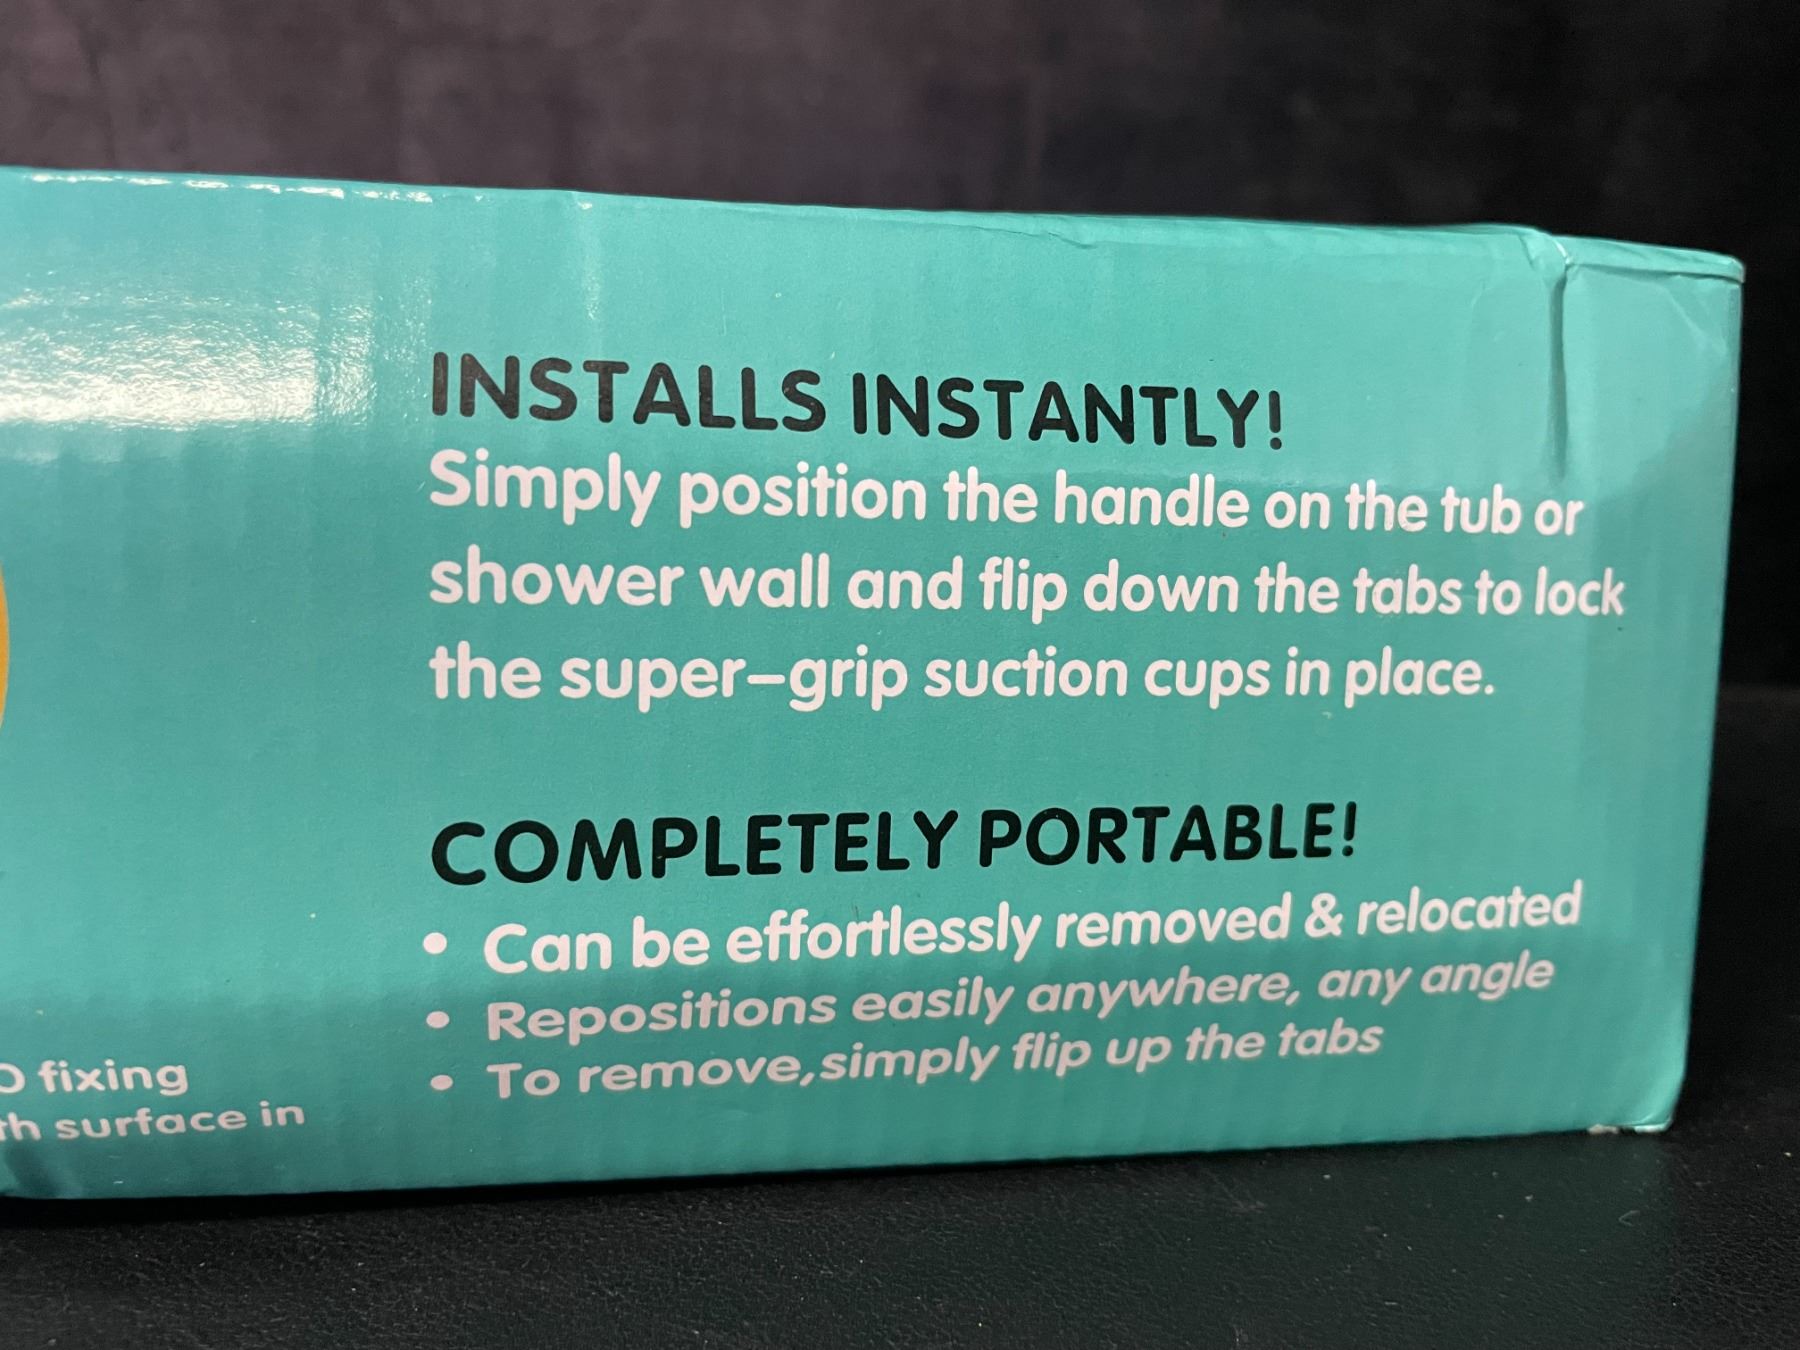 INSTALLS INSTANTLY!
Simply position the handle on the tub or
shower wall and flip down the tabs to lock
the super-grip suction cups in place.
COMPLETELY PORTABLE!
• Can be effortlessly removed & relocated
• Repositions easily anywhere, any angle
• To remove,simply flip up the tabs
fixing
surface in